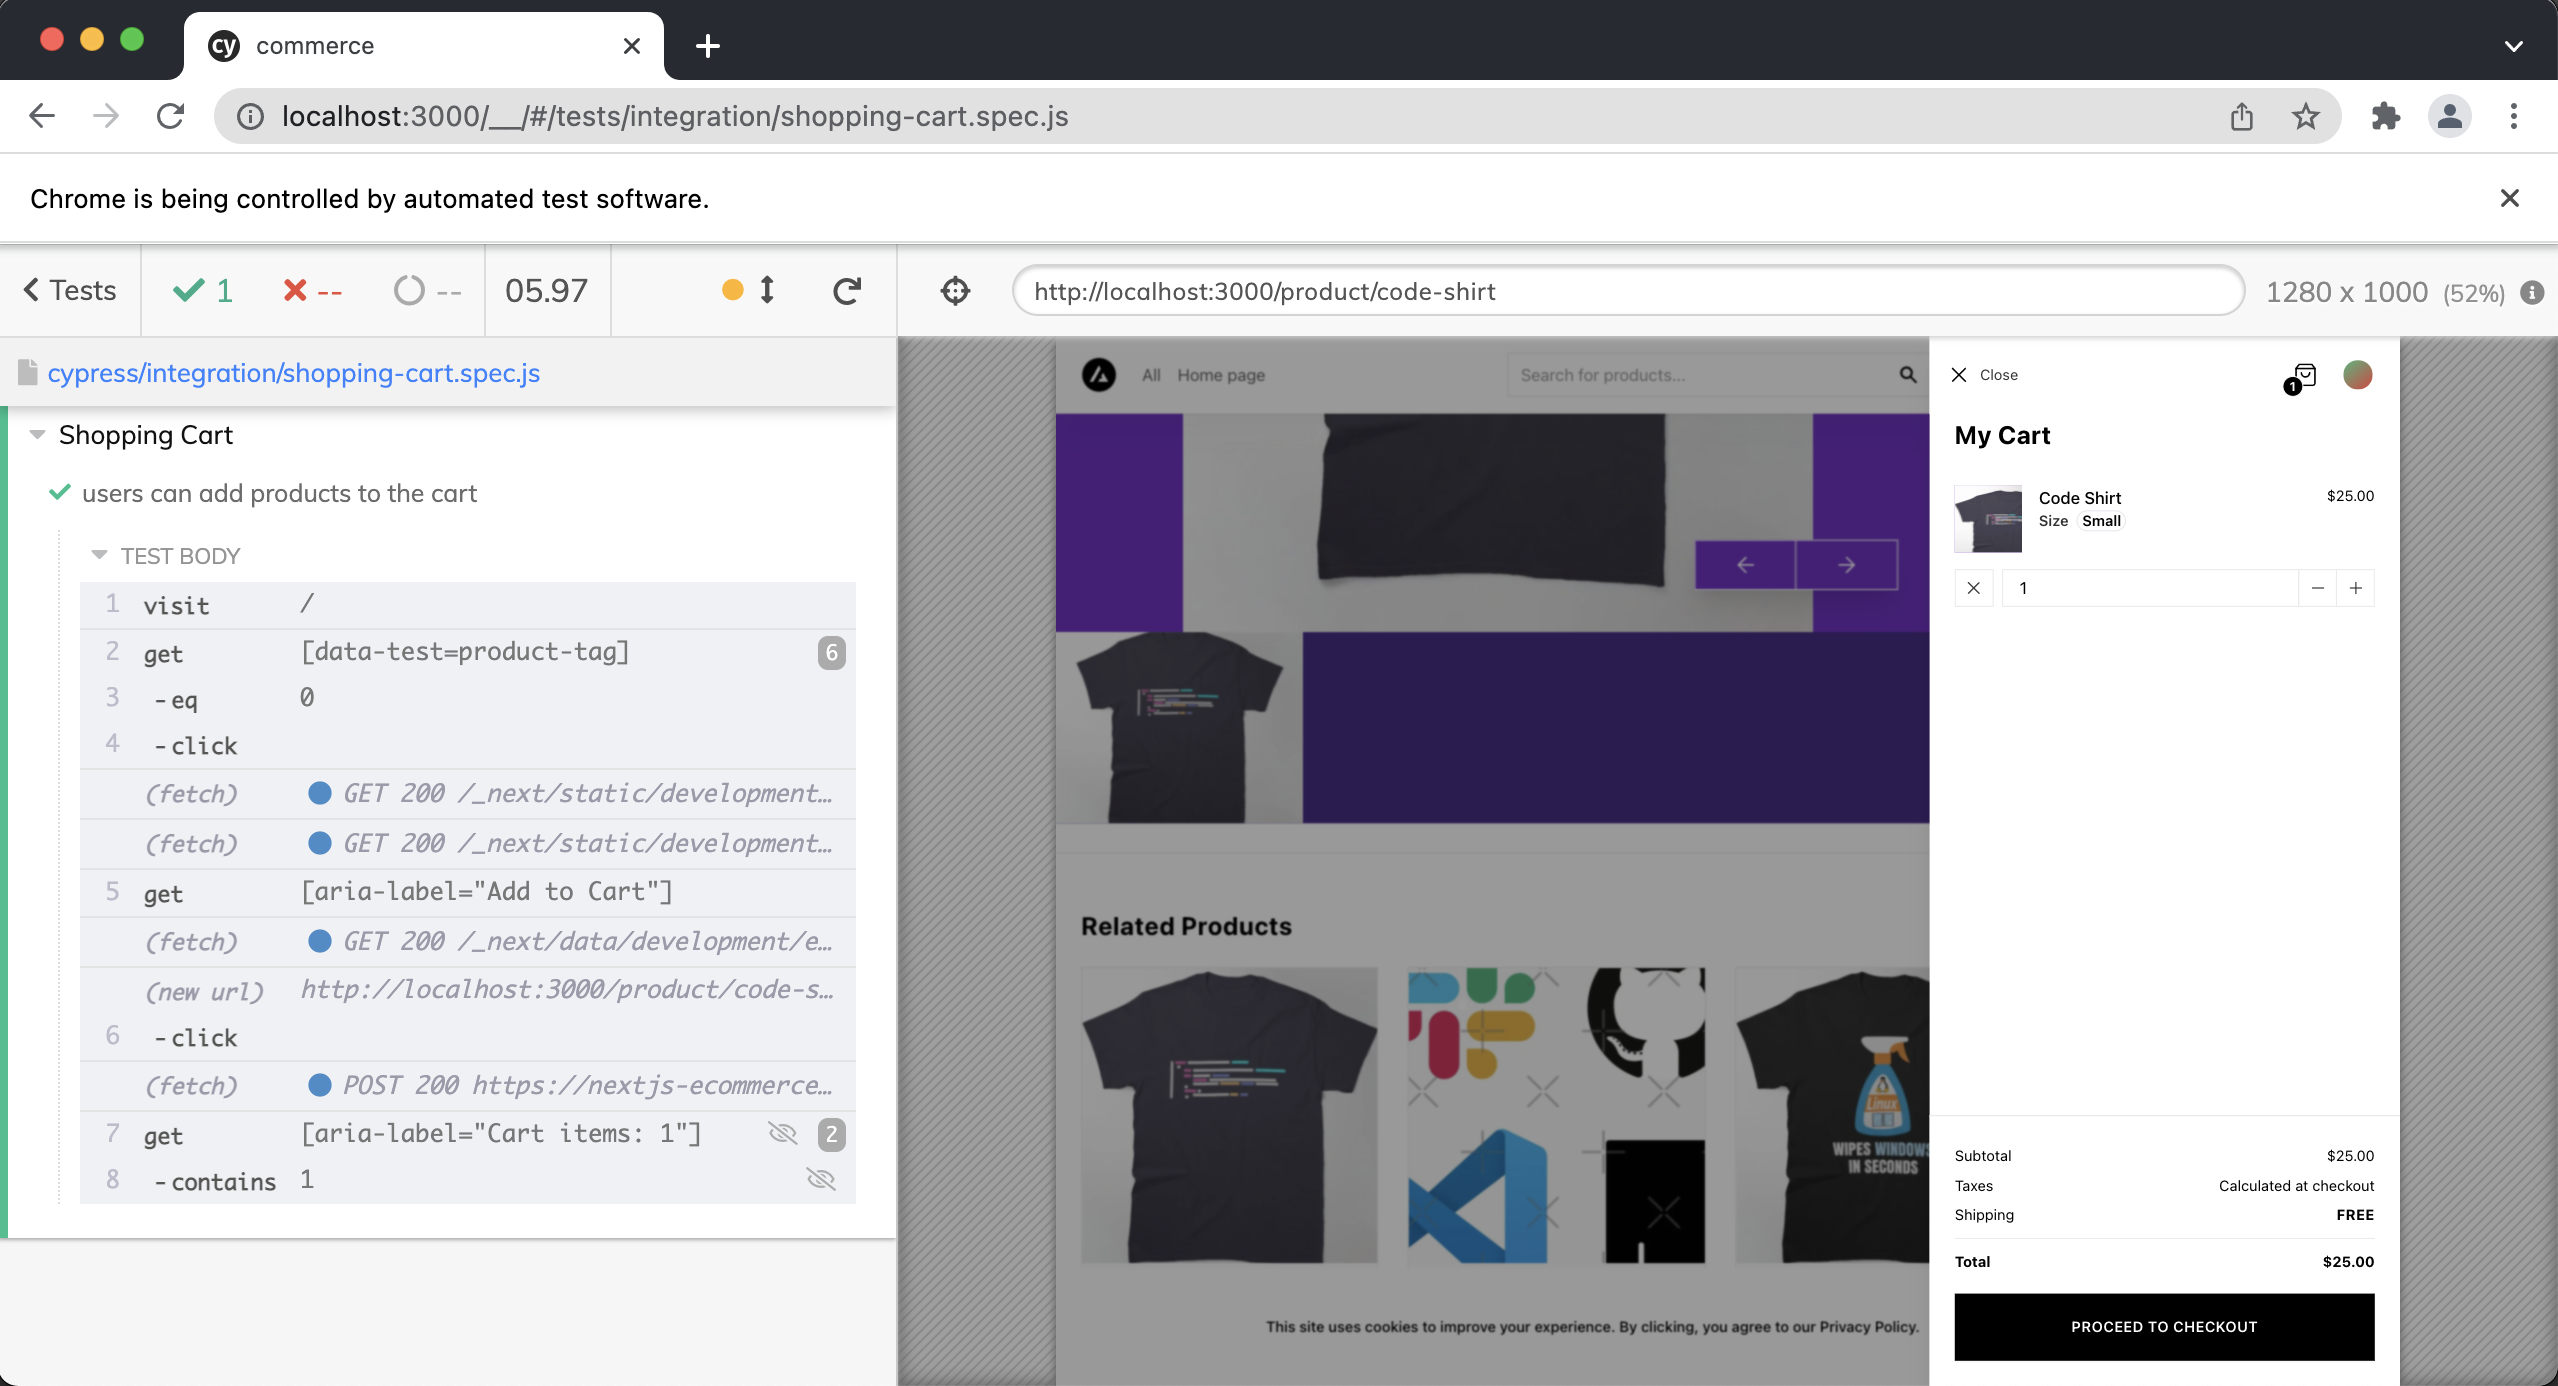 cy commerce
localhost:3000/__/#/tests/integration/shopping-cart.spec.js
Chrome is being controlled by automated test software.
Tests 1 -- -- 05.97
http://localhost:3000/product/code-shirt 1280 x 1000 (52%)
cypress/integration/shopping-cart.spec.js
Shopping Cart
users can add products to the cart
TEST BODY
1 visit /
2 get [data-test=product-tag] 6
3 -eq 0
4 -click
(fetch) GET 200 /_next/static/development…
(fetch) GET 200 /_next/static/development…
5 get [aria-label="Add to Cart"]
(fetch) GET 200 /_next/data/development/e…
(new url) http://localhost:3000/product/code-s…
6 -click
(fetch) POST 200 https://nextjs-ecommerce…
7 get [aria-label="Cart items: 1"] 2
8 -contains 1
All Home page Search for products...
Related Products
Linux
WIPES WINDOWS
IN SECONDS
This site uses cookies to improve your experience. By clicking, you agree to our Privacy Policy.
Close 1
My Cart
Code Shirt $25.00
Size Small
1
Subtotal $25.00
Taxes Calculated at checkout
Shipping FREE
Total $25.00
PROCEED TO CHECKOUT